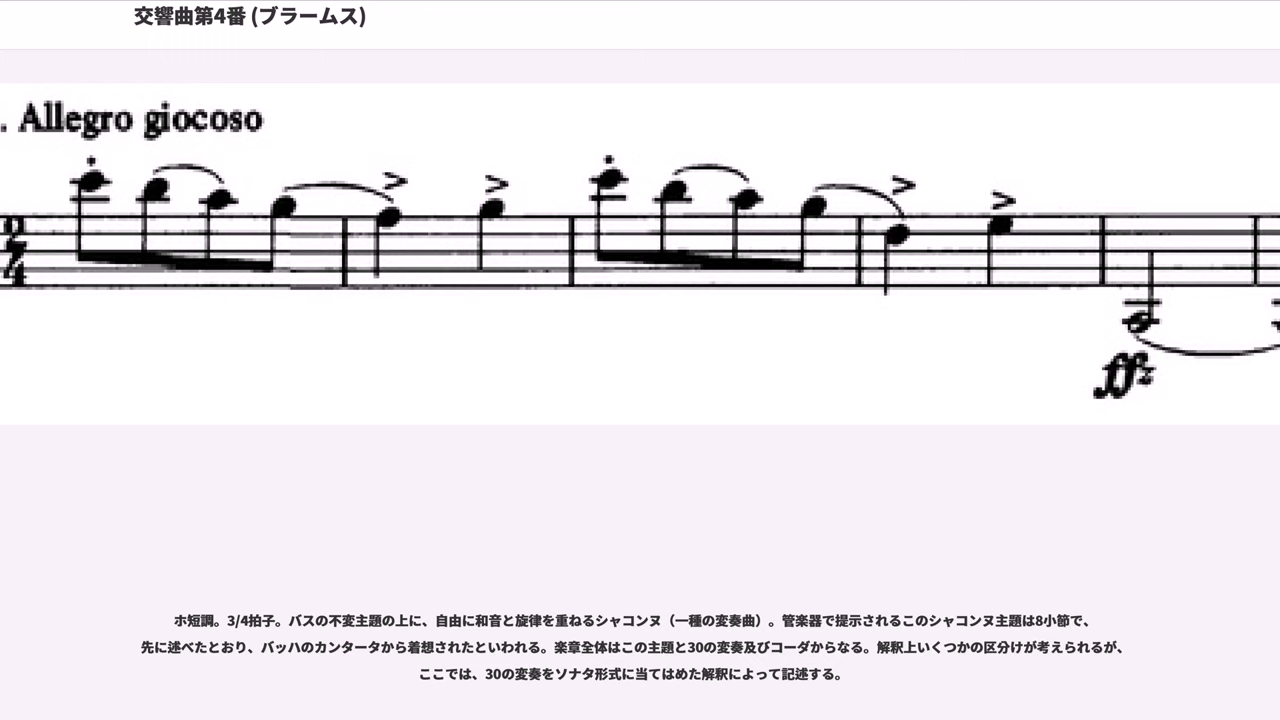 交響曲第4番 (ブラームス)
. Allegro giocoso
2
4
ff
ホ短調。3/4拍子。バスの不変主題の上に、自由に和音と旋律を重ねるシャコンヌ（一種の変奏曲）。管楽器で提示されるこのシャコンヌ主題は8小節で、
先に述べたとおり、バッハのカンタータから着想されたといわれる。楽章全体はこの主題と30の変奏及びコーダからなる。解釈上いくつかの区分けが考えられるが、
ここでは、30の変奏をソナタ形式に当てはめた解釈によって記述する。